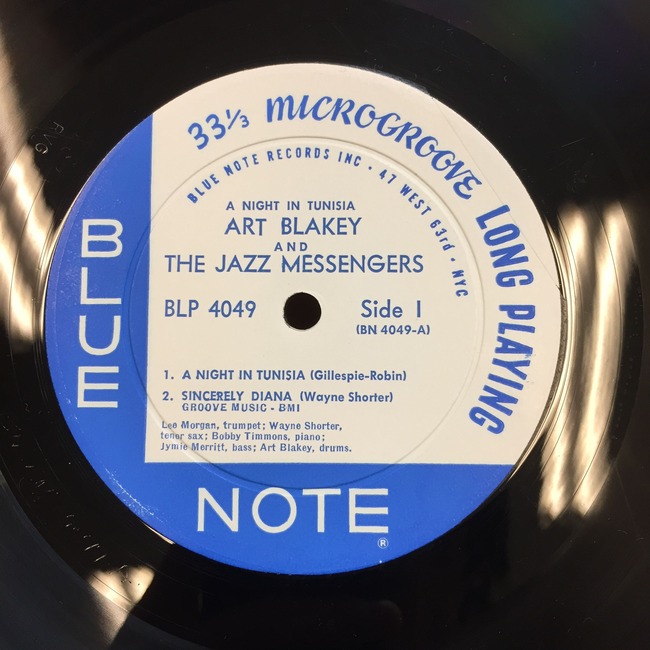 33⅓ MICROGROOVE LONG PLAYING
BLUE NOTE RECORDS INC · 47 WEST 63rd · NYC
A NIGHT IN TUNISIA
ART BLAKEY
AND
THE JAZZ MESSENGERS
BLP 4049 Side 1
(BN 4049-A)
1. A NIGHT IN TUNISIA (Gillespie-Robin)
2. SINCERELY DIANA (Wayne Shorter)
GROOVE MUSIC - BMI
Lee Morgan, trumpet; Wayne Shorter,
tenor sax; Bobby Timmons, piano;
Jymie Merritt, bass; Art Blakey, drums.
BLUE
NOTE
®
RVG